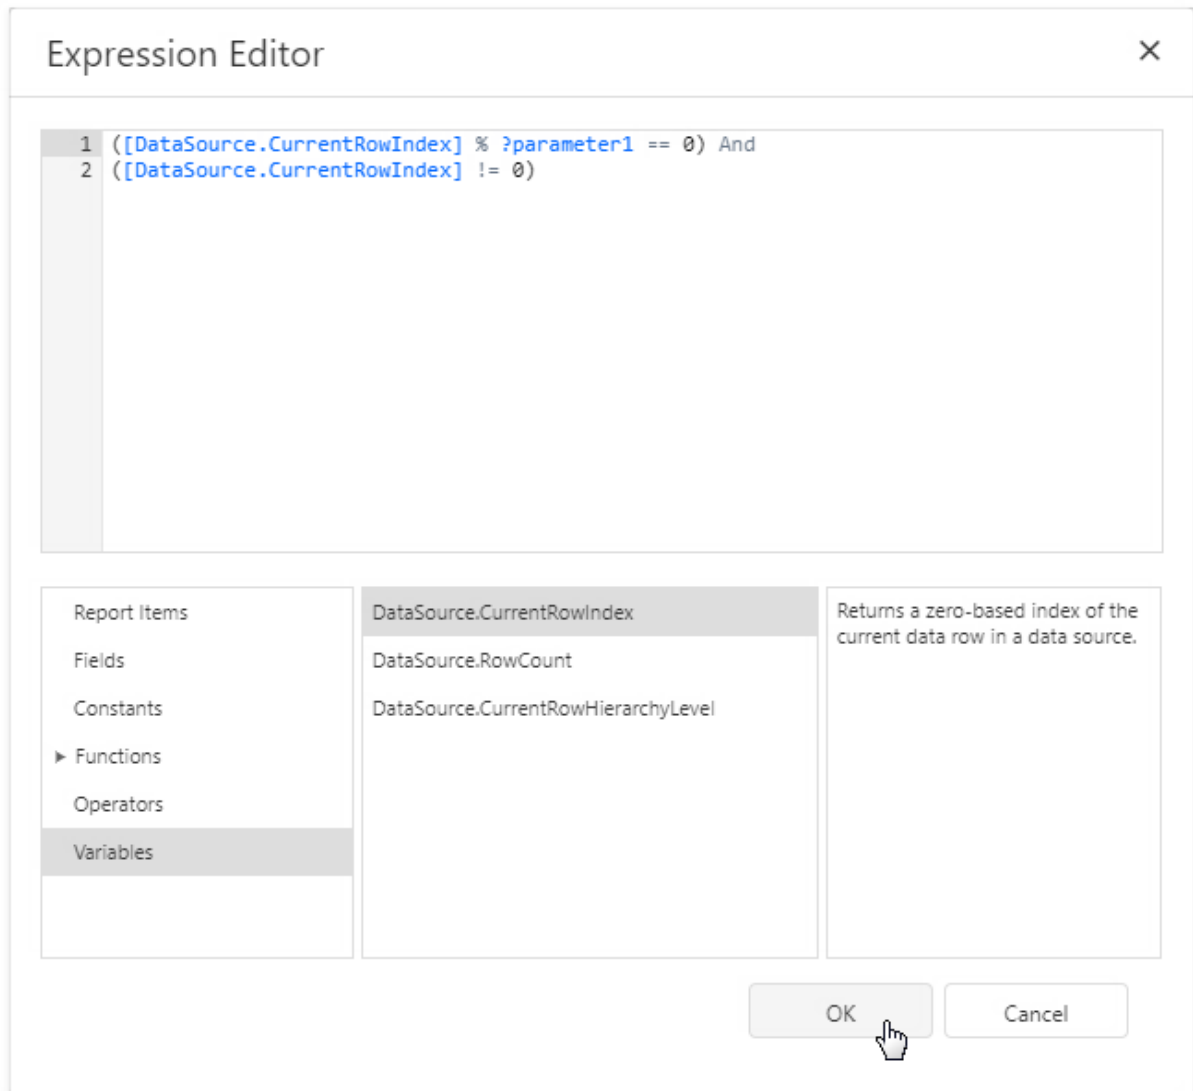 Expression Editor
1 ([DataSource.CurrentRowIndex] % ?parameter1 == 0) And
2 ([DataSource.CurrentRowIndex] != 0)
Report Items
Fields
Constants
Functions
Operators
Variables
DataSource.CurrentRowIndex
DataSource.RowCount
DataSource.CurrentRowHierarchyLevel
Returns a zero-based index of the
current data row in a data source.
OK
Cancel